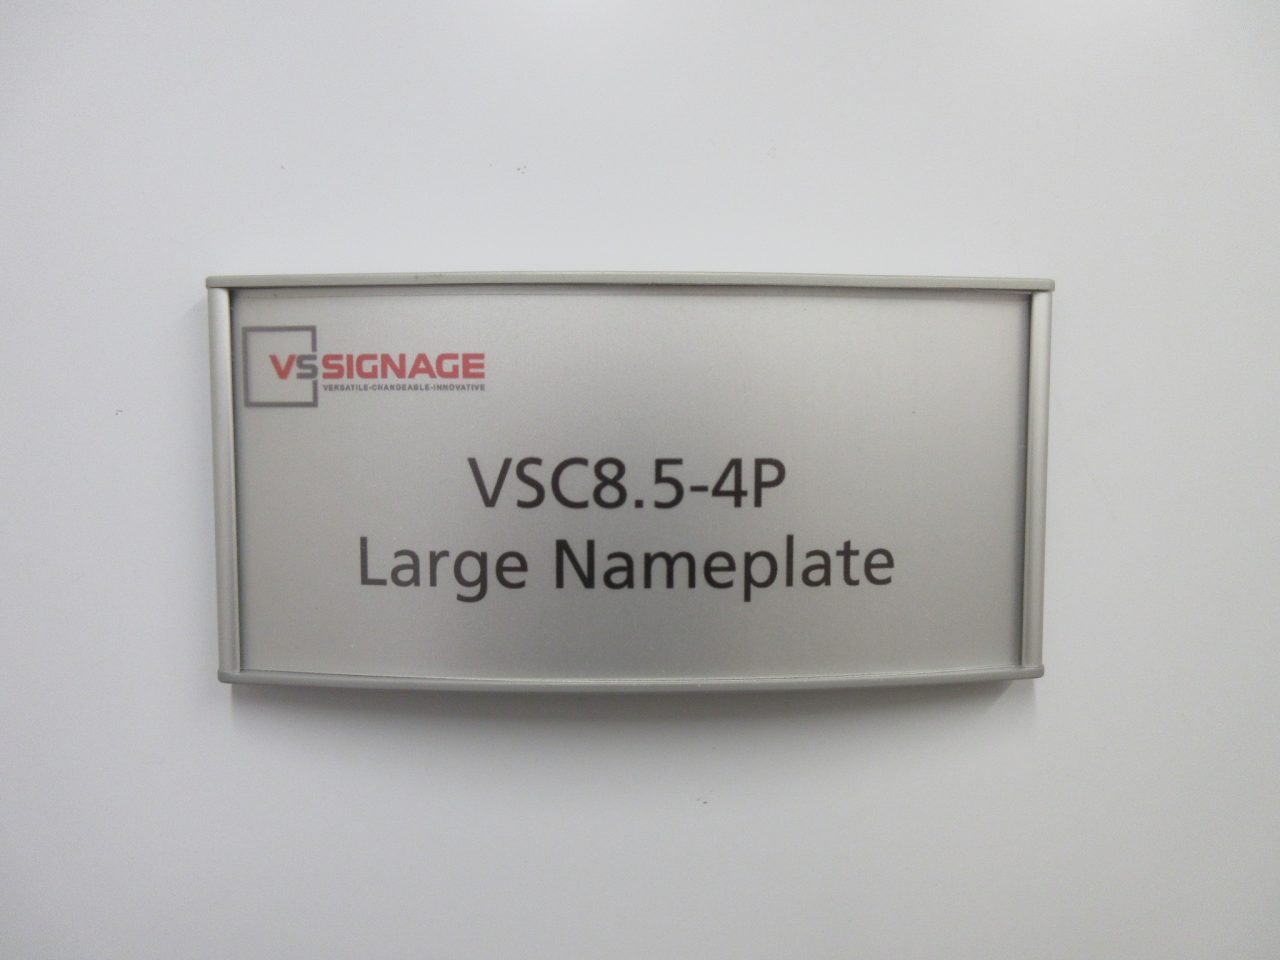 VSSIGNAGE
VERSATILE-CHANGEABLE-INNOVATIVE
VSC8.5-4P
Large Nameplate